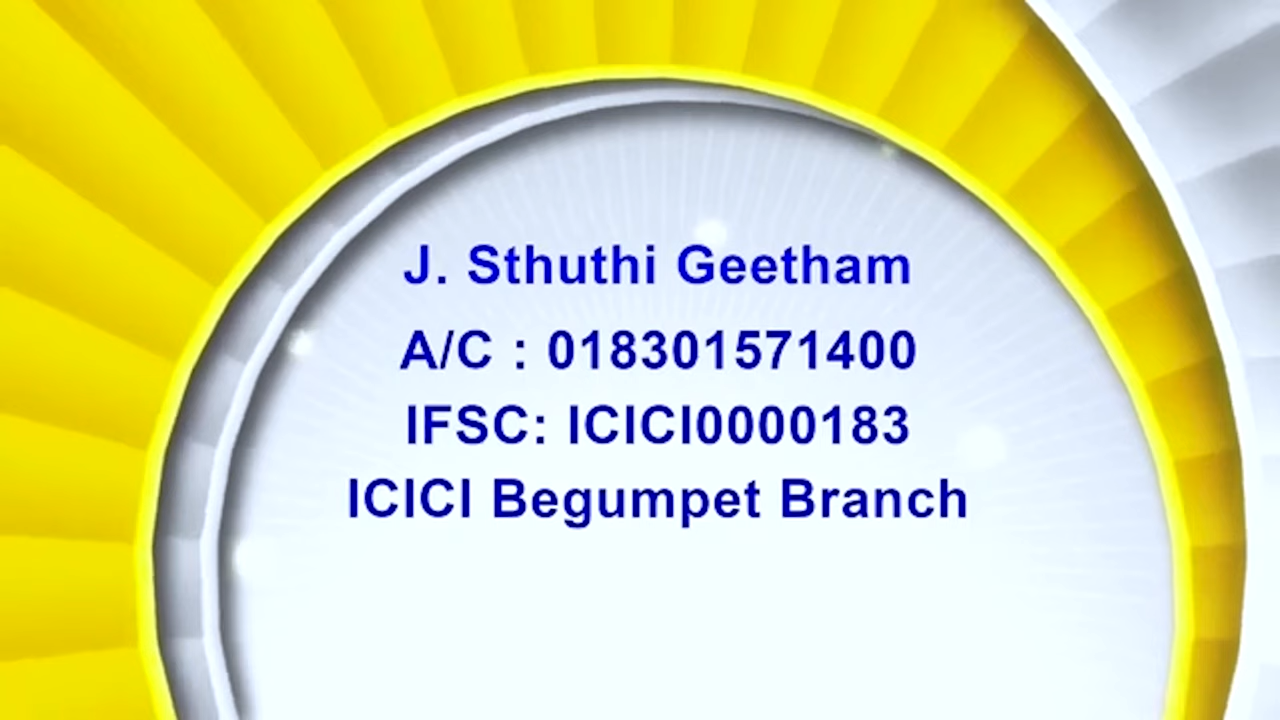 J. Sthuthi Geetham
A/C : 018301571400
IFSC: ICICI0000183
ICICI Begumpet Branch